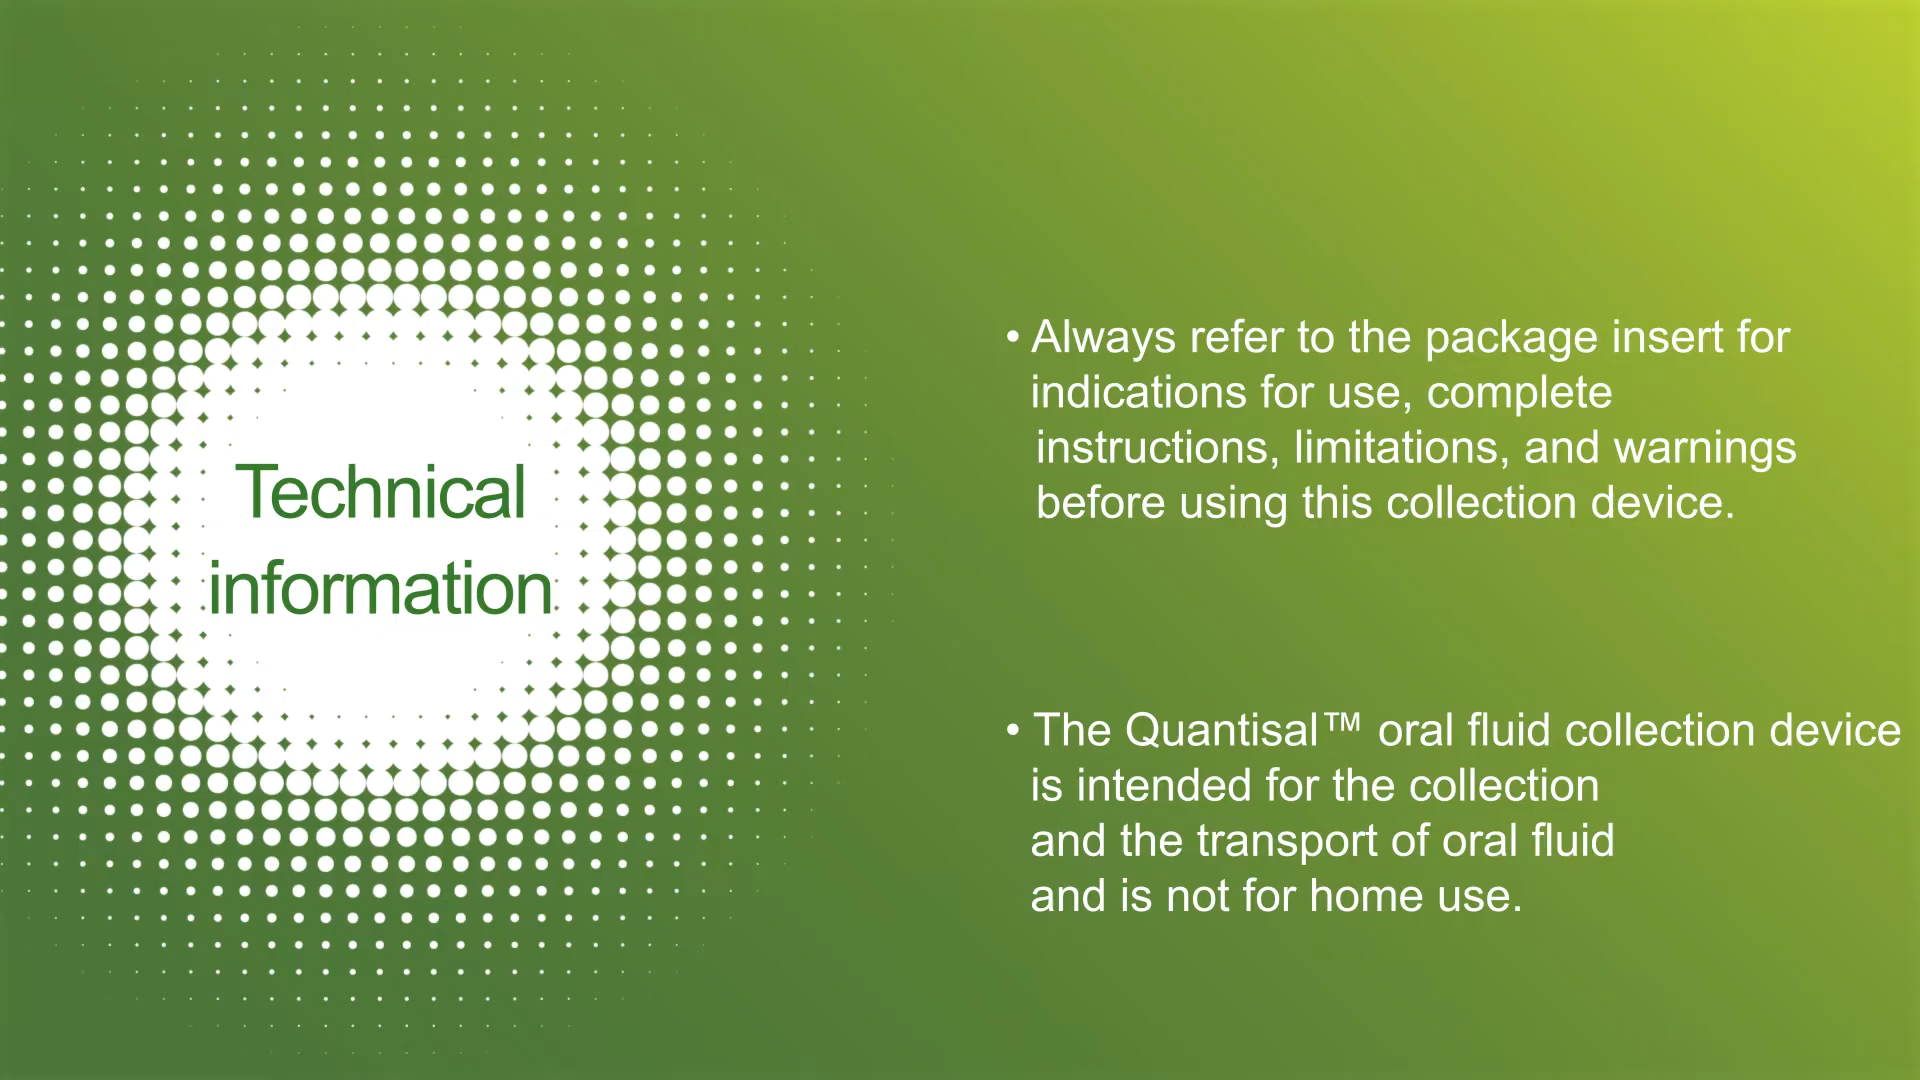 Technical
information
• Always refer to the package insert for
indications for use, complete
instructions, limitations, and warnings
before using this collection device.
• The Quantisal™ oral fluid collection device
is intended for the collection
and the transport of oral fluid
and is not for home use.